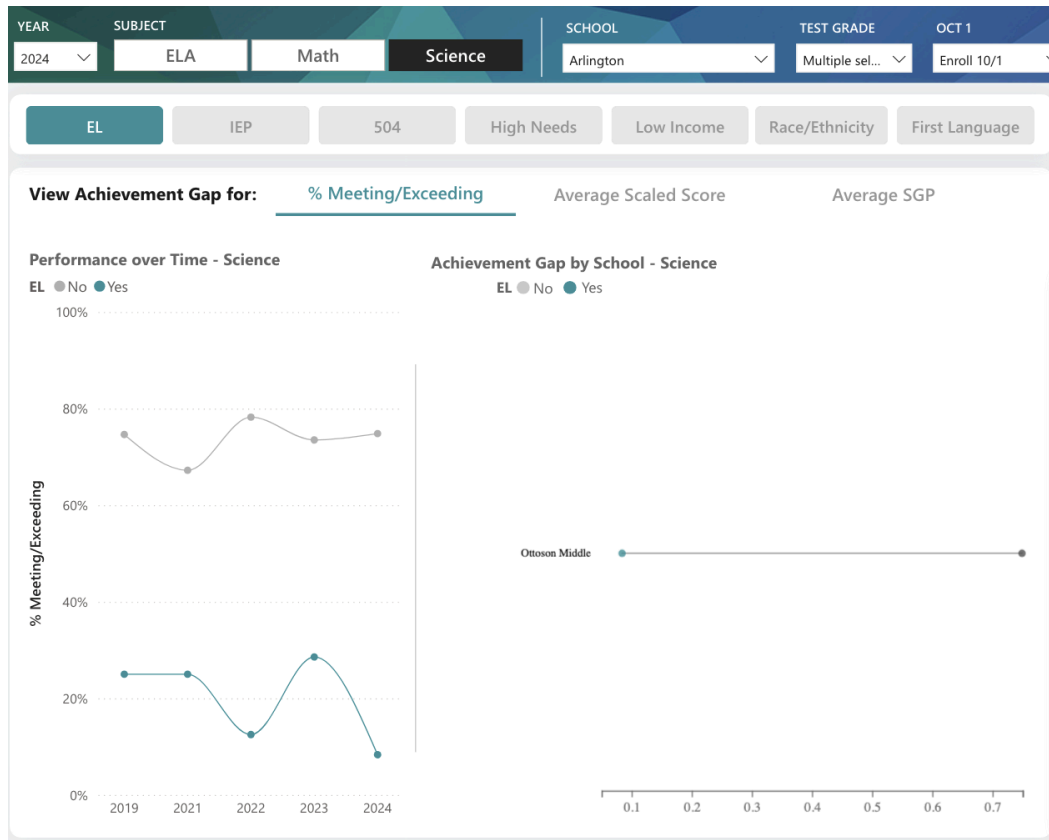 YEAR SUBJECT SCHOOL TEST GRADE OCT 1
2024 ELA Math Science Arlington Multiple sel... Enroll 10/1
EL IEP 504 High Needs Low Income Race/Ethnicity First Language
View Achievement Gap for: % Meeting/Exceeding Average Scaled Score Average SGP
Performance over Time - Science
EL No Yes
100%
80%
60%
40%
20%
0%
% Meeting/Exceeding
2019 2021 2022 2023 2024
Achievement Gap by School - Science
EL No Yes
Ottoson Middle
0.1 0.2 0.3 0.4 0.5 0.6 0.7